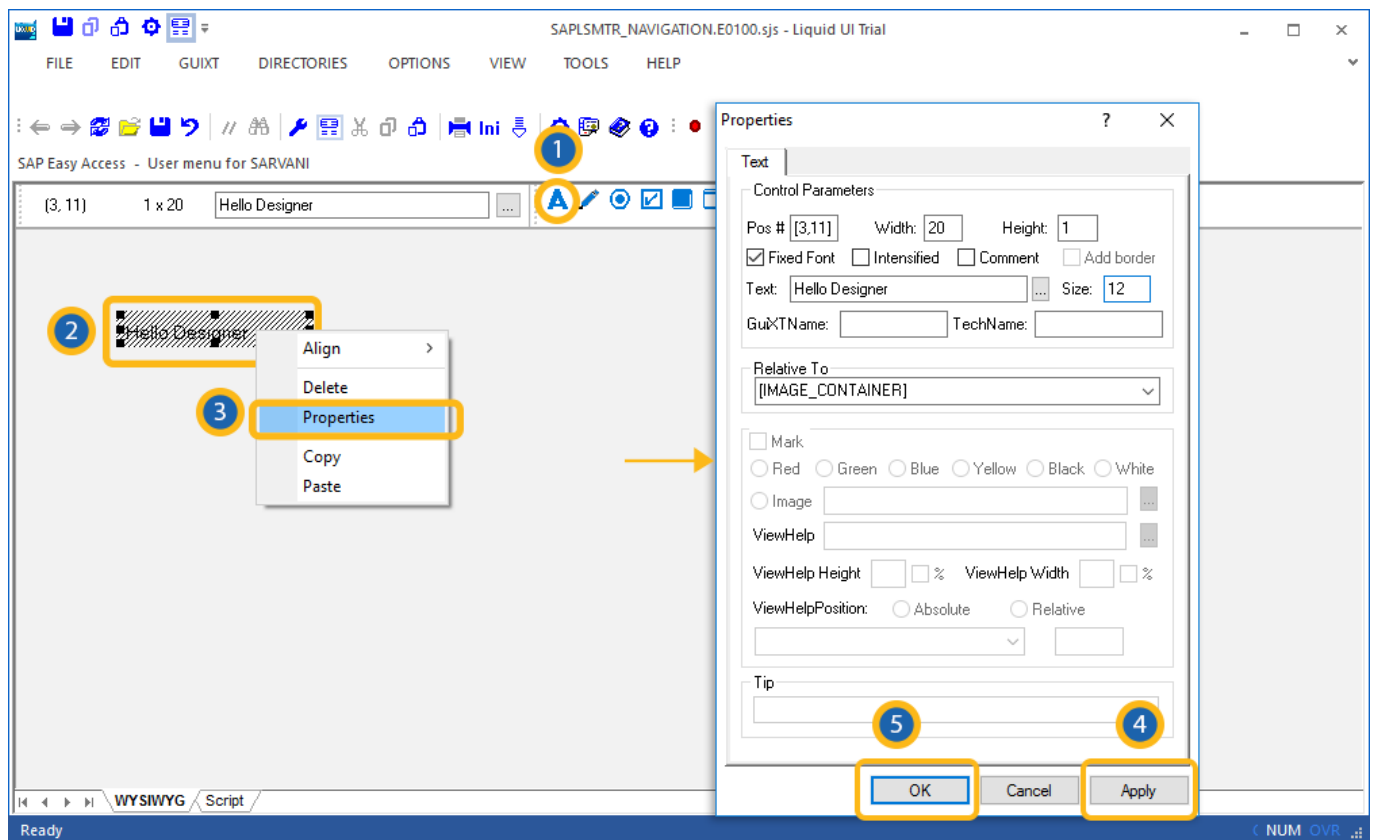 SAPLSMTR_NAVIGATION.E0100.sjs - Liquid UI Trial
FILE EDIT GUIXT DIRECTORIES OPTIONS VIEW TOOLS HELP
Ini
SAP Easy Access - User menu for SARVANI
1
(3, 11) 1 x 20 Hello Designer ... A
2
Hello Designer
Align
Delete
3
Properties
Copy
Paste
WYSIWYG Script
Ready
NUM OVR
Properties ?
Text
Control Parameters
Pos # [3,11] Width: 20 Height: 1
Fixed Font Intensified Comment Add border
Text: Hello Designer ... Size: 12
GuiXTName: TechName:
Relative To
[IMAGE_CONTAINER]
Mark
Red Green Blue Yellow Black White
Image ...
ViewHelp ...
ViewHelp Height % ViewHelp Width %
ViewHelpPosition: Absolute Relative
Tip
5 4
OK Cancel Apply